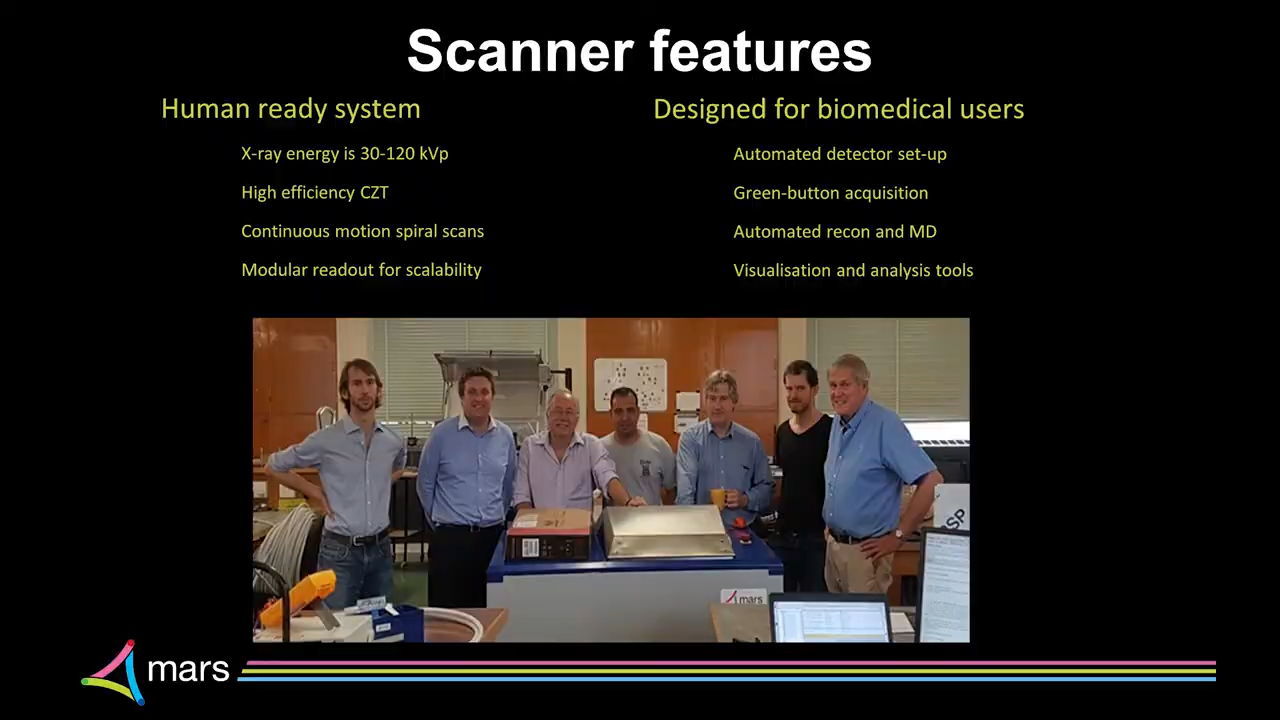 Scanner features
Human ready system
X-ray energy is 30-120 kVp
High efficiency CZT
Continuous motion spiral scans
Modular readout for scalability
Designed for biomedical users
Automated detector set-up
Green-button acquisition
Automated recon and MD
Visualisation and analysis tools
SP
mars
mars